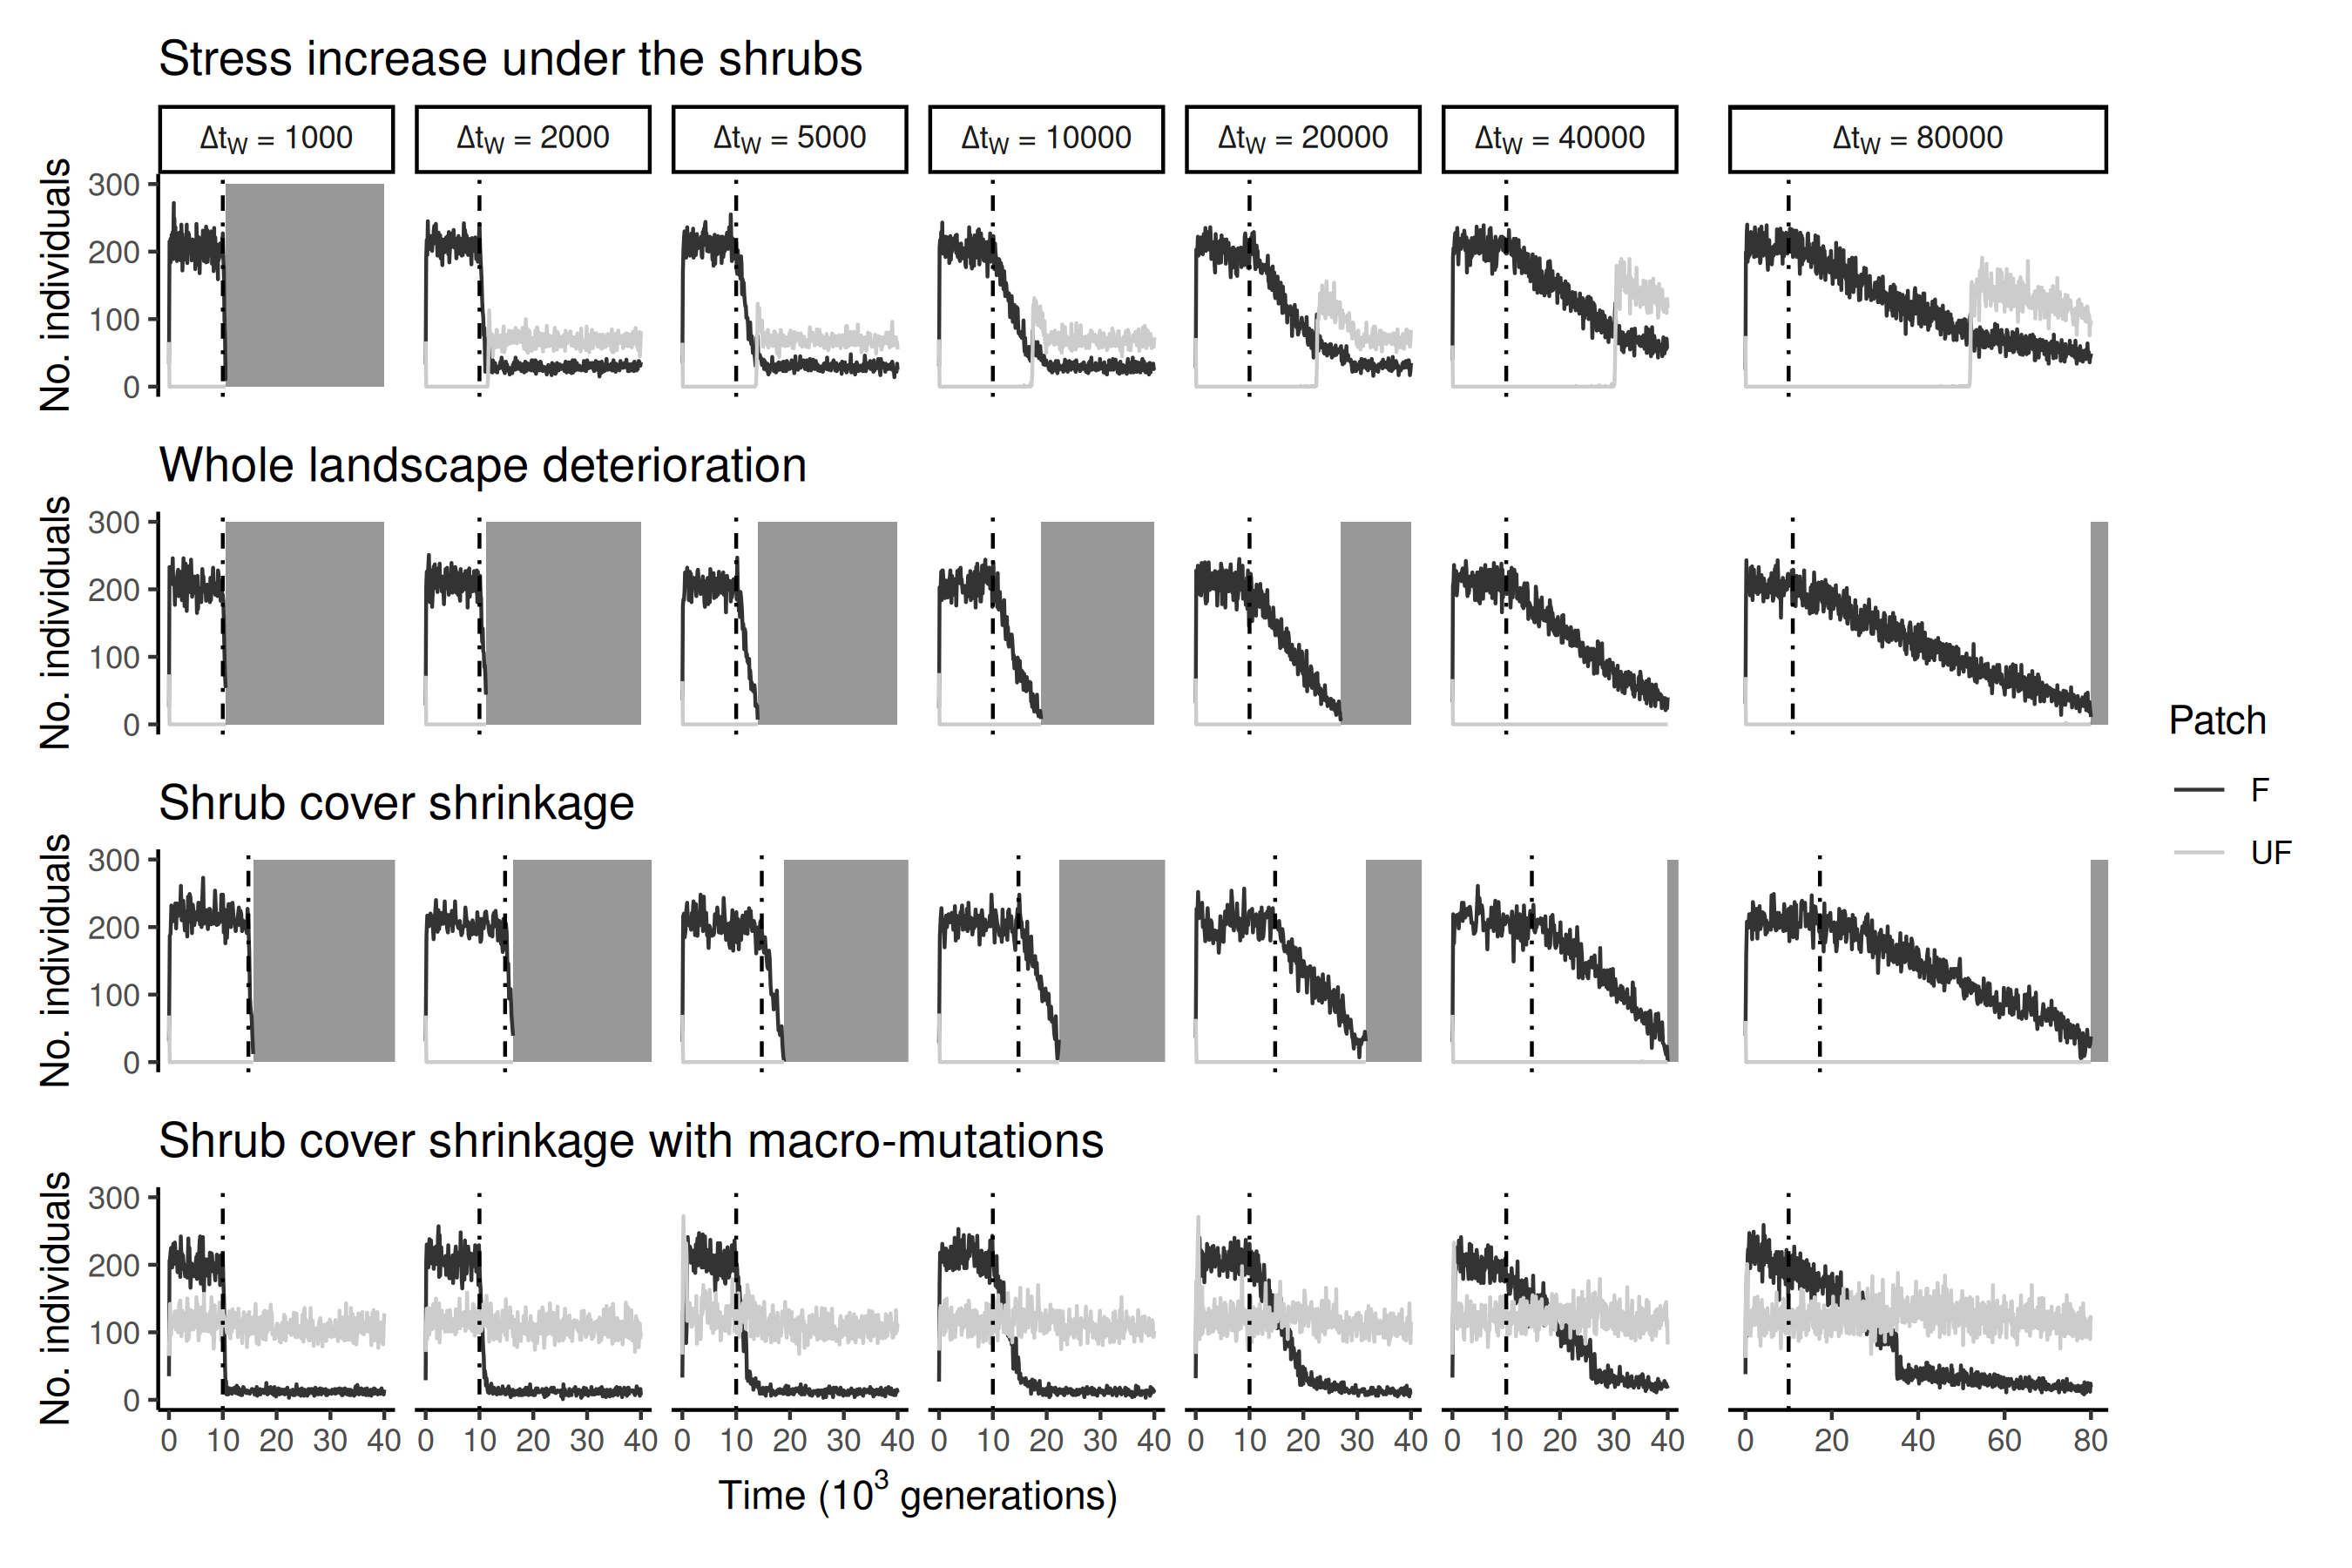 Stress increase under the shrubs
Δt_W = 1000 Δt_W = 2000 Δt_W = 5000 Δt_W = 10000 Δt_W = 20000 Δt_W = 40000 Δt_W = 80000
No. individuals
300
200
100
0
Whole landscape deterioration
No. individuals
300
200
100
0
Shrub cover shrinkage
No. individuals
300
200
100
0
Shrub cover shrinkage with macro-mutations
No. individuals
300
200
100
0
0 10 20 30 40 0 10 20 30 40 0 10 20 30 40 0 10 20 30 40 0 10 20 30 40 0 10 20 30 40 0 20 40 60 80
Time (10³ generations)
Patch
F
UF